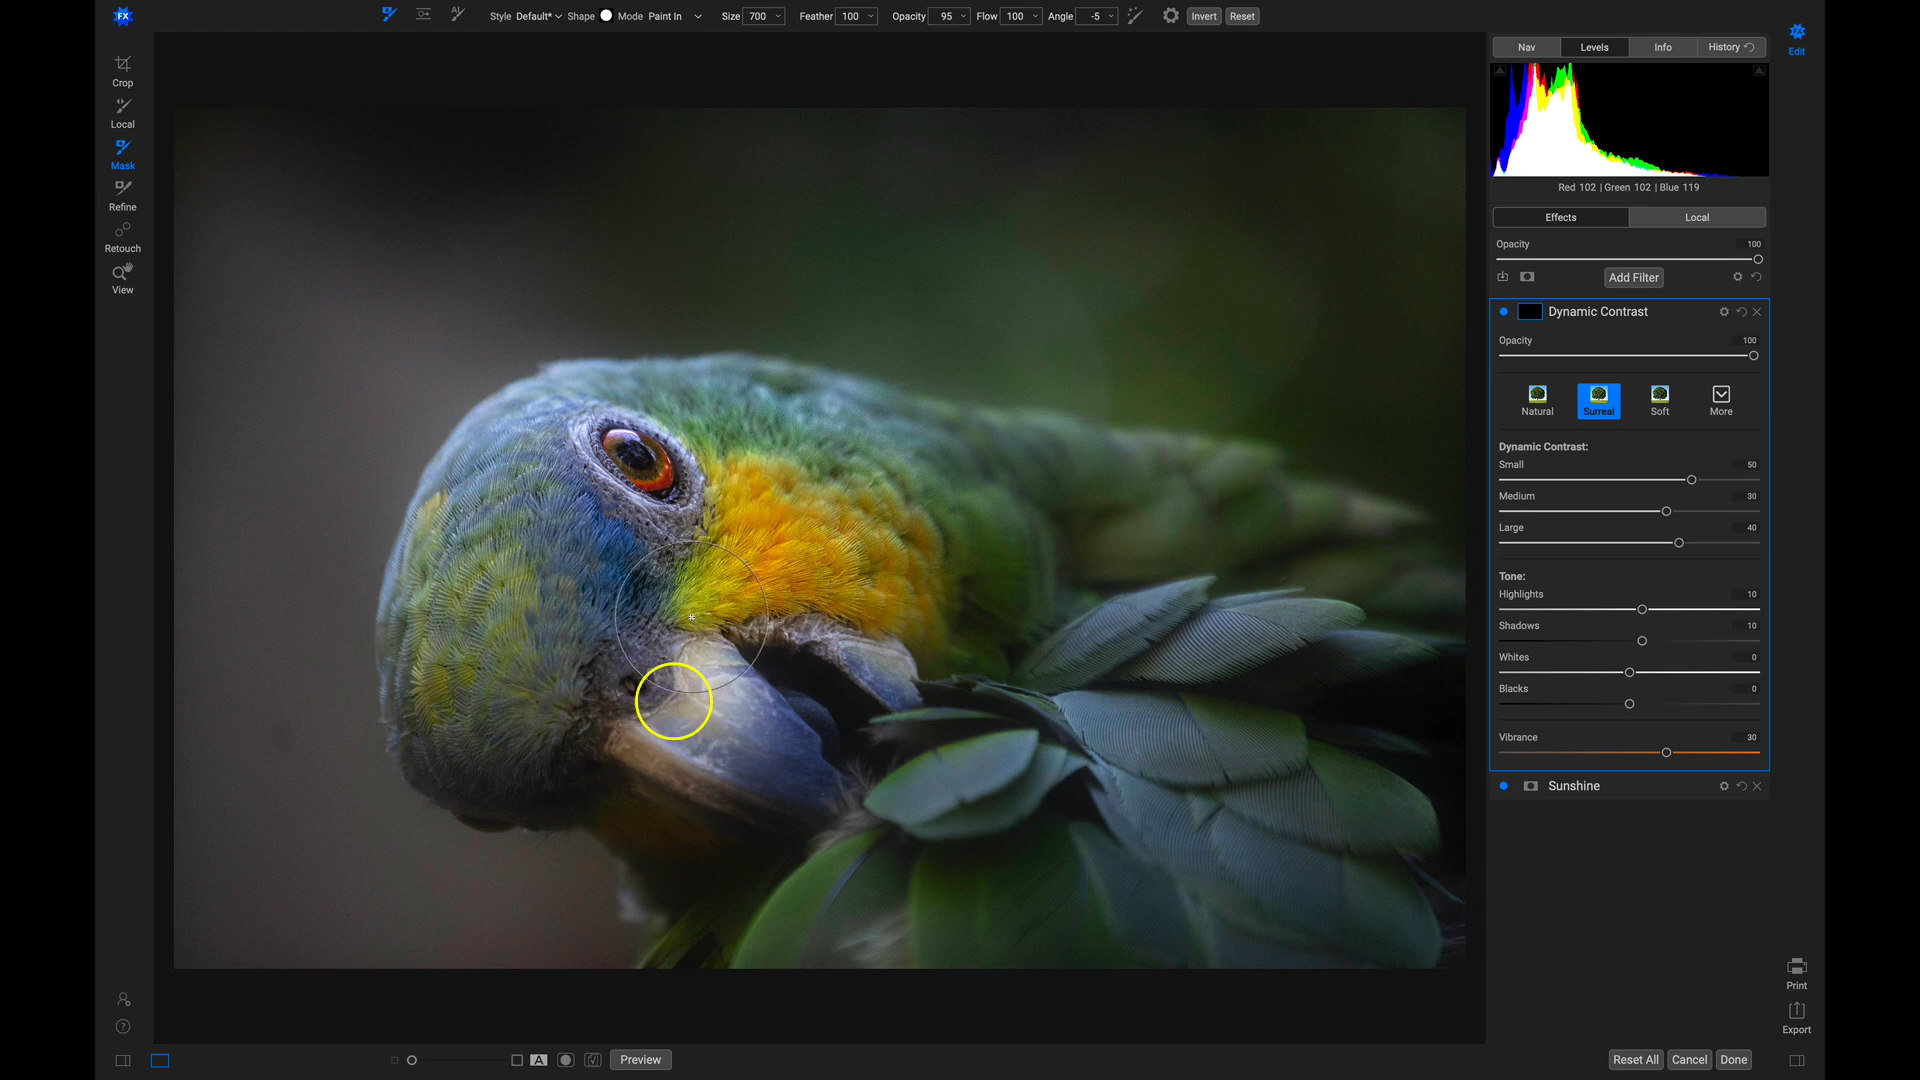 FX
Style Default* Shape Mode Paint In Size 700 Feather 100 Opacity 95 Flow 100 Angle -5 Invert Reset
Crop
Local
Mask
Refine
Retouch
View
Nav Levels Info History
Edit
Red 102 | Green 102 | Blue 119
Effects Local
Opacity 100
Add Filter
Dynamic Contrast
Opacity 100
Natural Surreal Soft More
Dynamic Contrast:
Small 50
Medium 30
Large 40
Tone:
Highlights 10
Shadows 10
Whites 0
Blacks 0
Vibrance 30
Sunshine
Print
Export
?
A Preview
Reset All Cancel Done